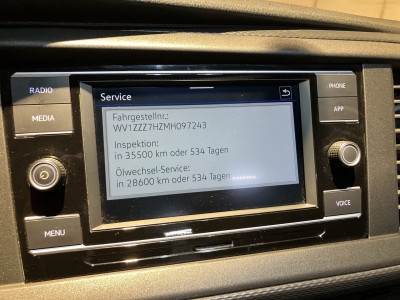 RADIO
MEDIA
MENU
Service
Fahrgestellnr.:
WV1ZZZ7HZMH097243
Inspektion:
in 35500 km oder 534 Tagen
Ölwechsel-Service:
in 28600 km oder 534 Tagen
PHONE
APP
VOICE